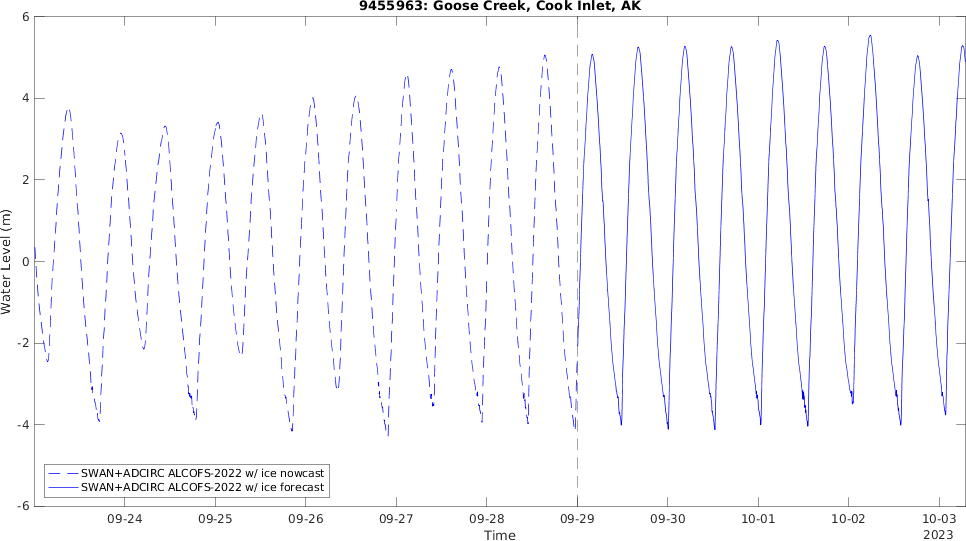 9455963: Goose Creek, Cook Inlet, AK
6
4
2
0
-2
-4
-6
Water Level (m)
SWAN+ADCIRC ALCOFS-2022 w/ ice nowcast
SWAN+ADCIRC ALCOFS-2022 w/ ice forecast
09-24 09-25 09-26 09-27 09-28 09-29 09-30 10-01 10-02 10-03
Time 2023